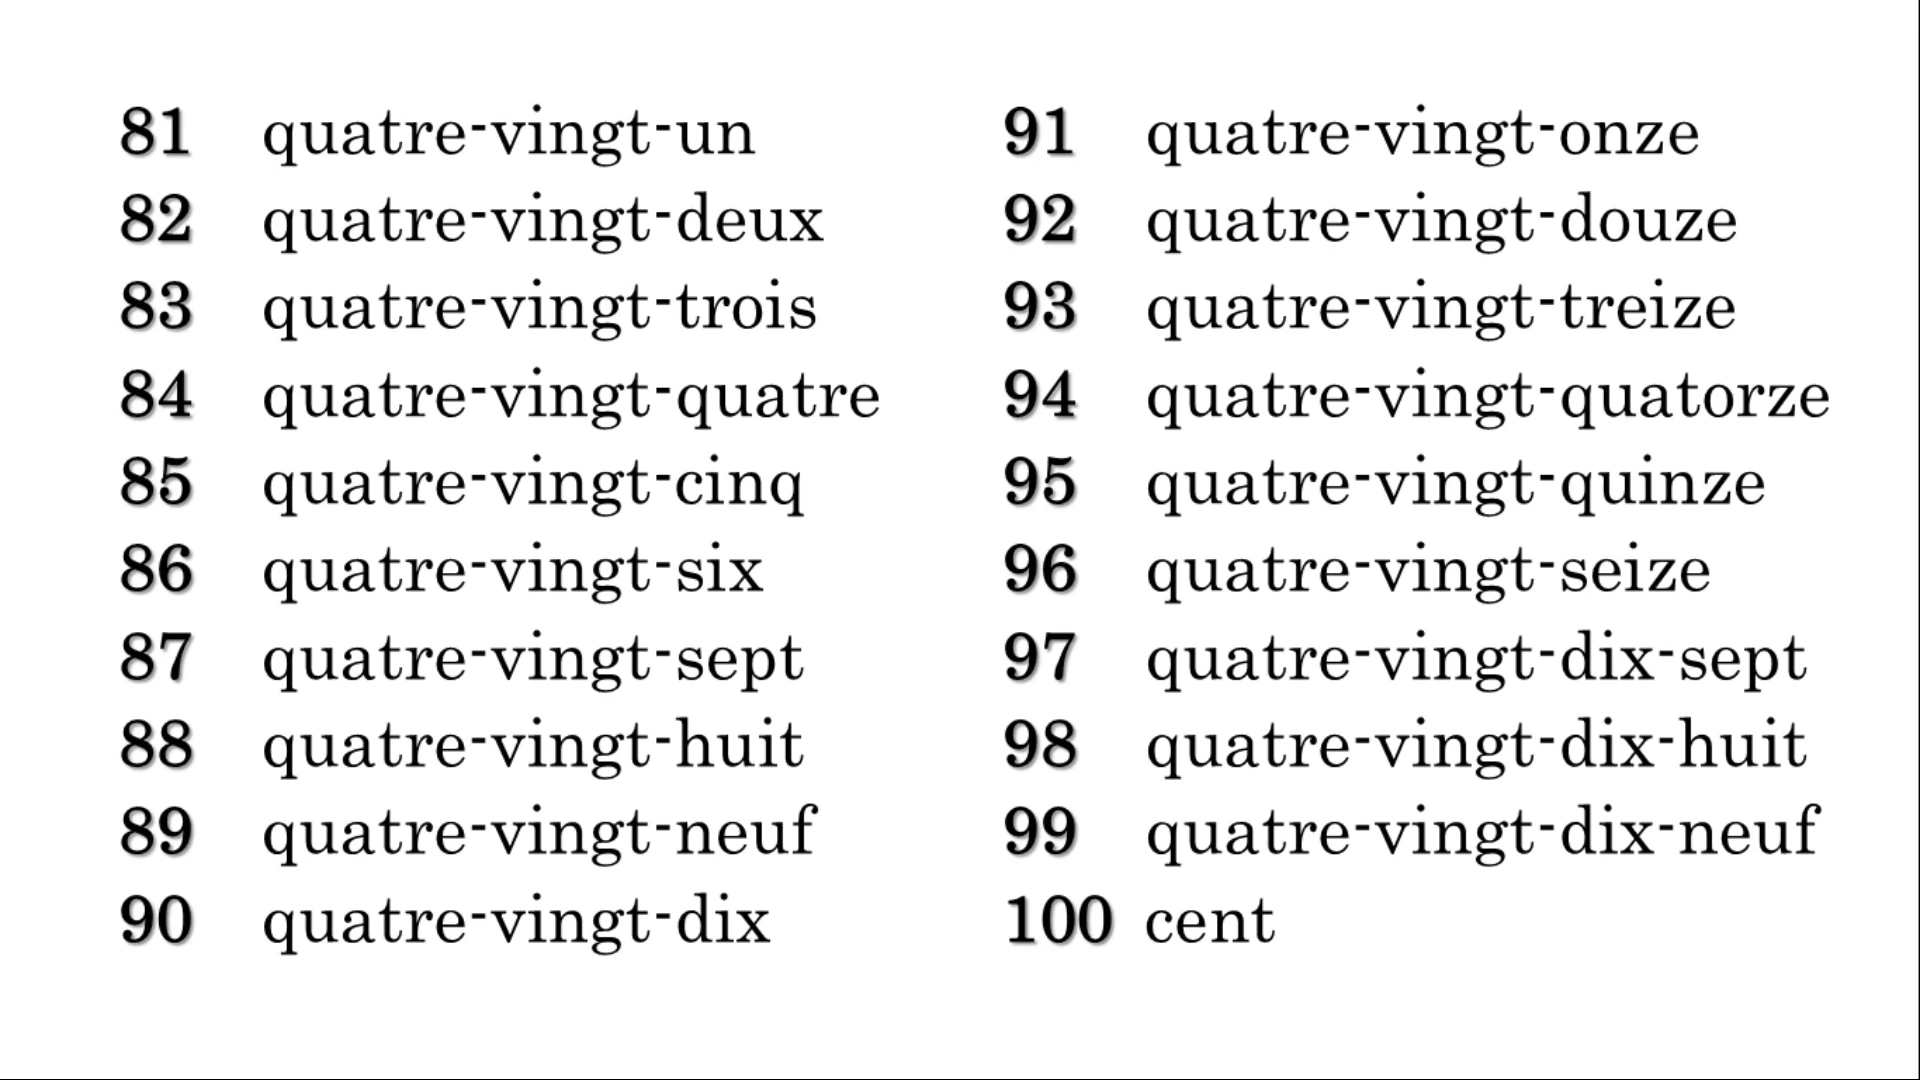 81 quatre-vingt-un
82 quatre-vingt-deux
83 quatre-vingt-trois
84 quatre-vingt-quatre
85 quatre-vingt-cinq
86 quatre-vingt-six
87 quatre-vingt-sept
88 quatre-vingt-huit
89 quatre-vingt-neuf
90 quatre-vingt-dix
91 quatre-vingt-onze
92 quatre-vingt-douze
93 quatre-vingt-treize
94 quatre-vingt-quatorze
95 quatre-vingt-quinze
96 quatre-vingt-seize
97 quatre-vingt-dix-sept
98 quatre-vingt-dix-huit
99 quatre-vingt-dix-neuf
100 cent